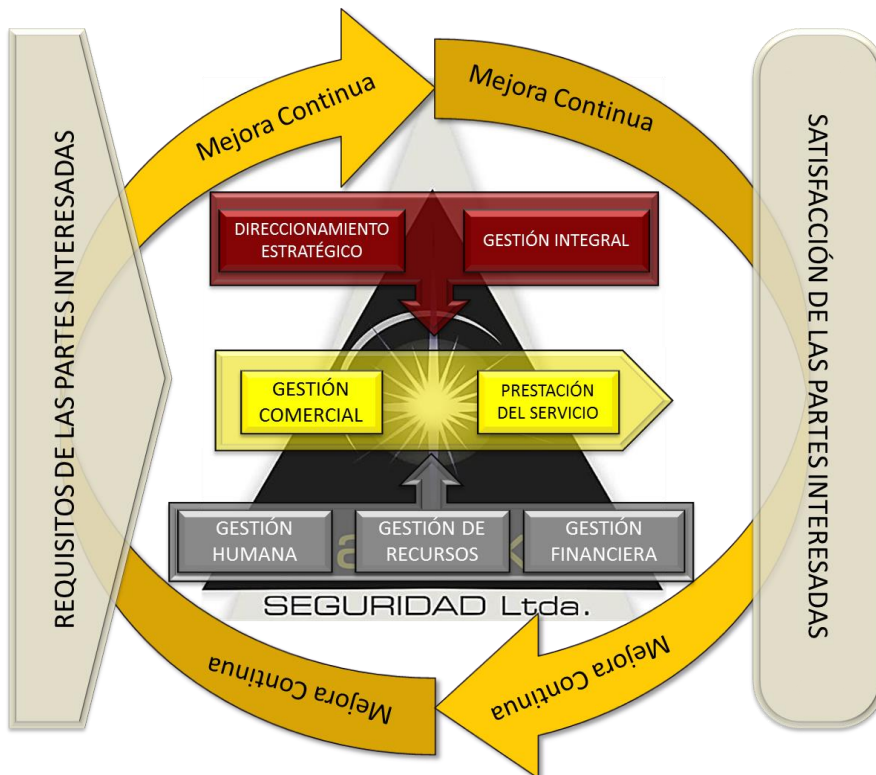 REQUISITOS DE LAS PARTES INTERESADAS
Mejora Continua
Mejora Continua
DIRECCIONAMIENTO
ESTRATÉGICO
GESTIÓN INTEGRAL
GESTIÓN
COMERCIAL
PRESTACIÓN
DEL SERVICIO
GESTIÓN
HUMANA
GESTIÓN DE
RECURSOS
GESTIÓN
FINANCIERA
SEGURIDAD Ltda.
Mejora Continua
Mejora Continua
SATISFACCIÓN DE LAS PARTES INTERESADAS